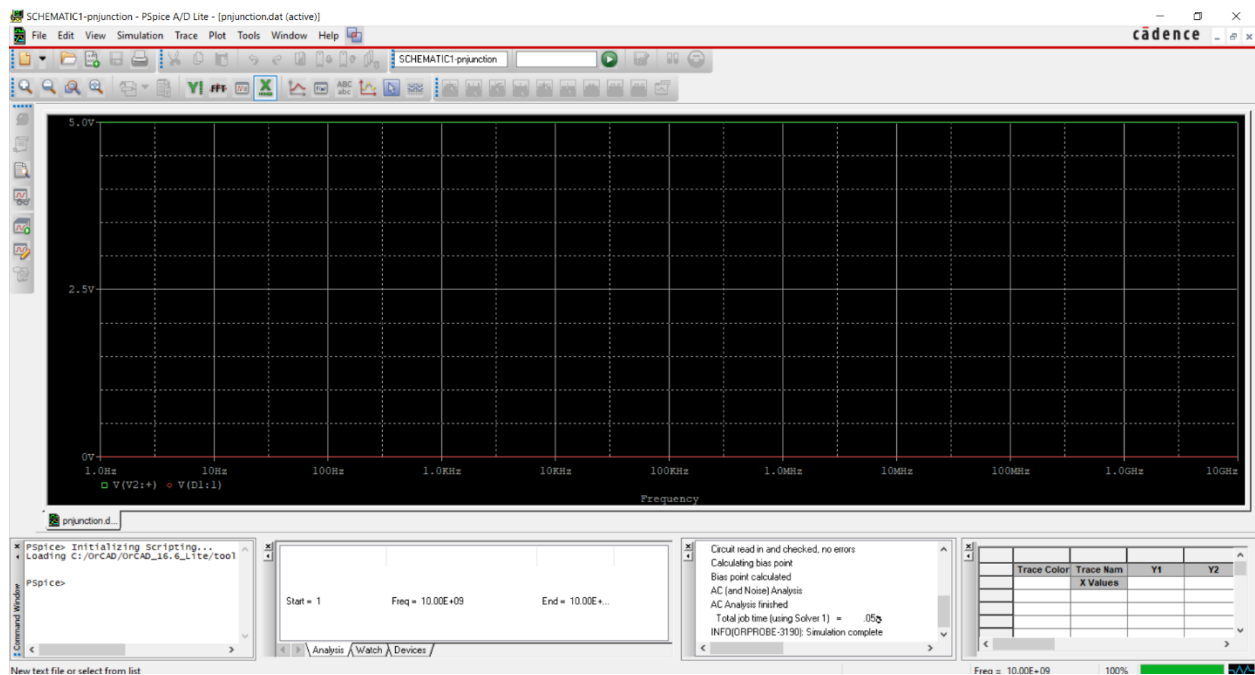 SCHEMATIC1-pnjunction - PSpice A/D Lite - [pnjunction.dat (active)]
File Edit View Simulation Trace Plot Tools Window Help
cādence
SCHEMATIC1-pnjunction
5.0V
2.5V
0V
1.0Hz 10Hz 100Hz 1.0KHz 10KHz 100KHz 1.0MHz 10MHz 100MHz 1.0GHz 10GHz
V(V2:+) V(D1:1)
Frequency
pnjunction.d...
Command Window
PSpice> Initializing Scripting...
Loading C:/OrCAD/OrCAD_16.6_Lite/tool
PSpice>
Start = 1 Freq = 10.00E+09 End = 10.00E+...
Analysis Watch Devices
Circuit read in and checked, no errors
Calculating bias point
Bias point calculated
AC (and Noise) Analysis
AC Analysis finished
Total job time (using Solver 1) = .05
INFO(ORPROBE-3190): Simulation complete
Trace Color Trace Nam Y1 Y2
X Values
New text file or select from list
Freq = 10.00E+09 100%